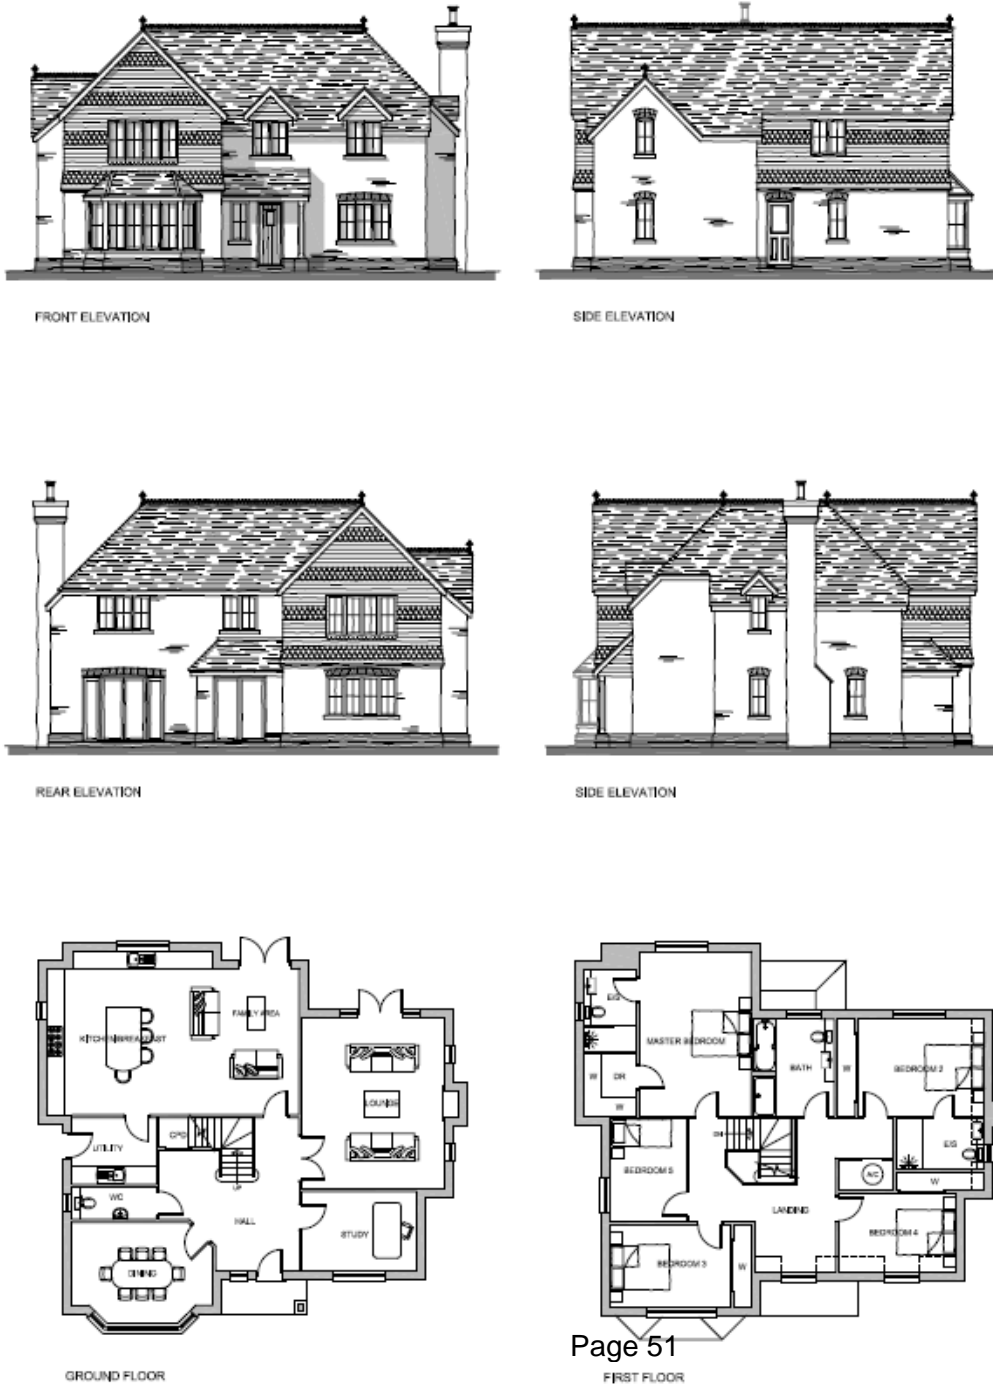 FRONT ELEVATION
SIDE ELEVATION
REAR ELEVATION
SIDE ELEVATION
KITCHEN/BREAKFAST
FAMILY AREA
LOUNGE
CPD
UTILITY
UP
WC
HALL
STUDY
DINING
GROUND FLOOR
E/S
MASTER BEDROOM
BATH
W
BEDROOM 2
W
DR
W
DN
BEDROOM 5
E/S
A/C
W
LANDING
BEDROOM 4
BEDROOM 3
W
Page 51
FIRST FLOOR